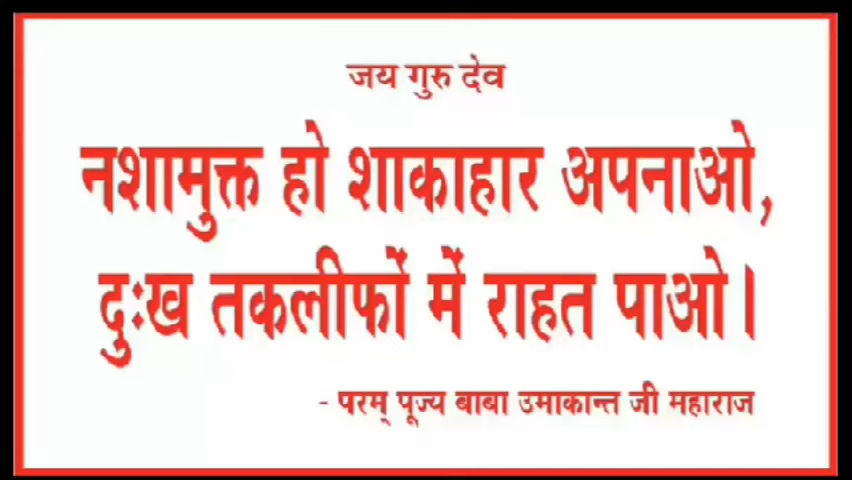 जय गुरु देव
नशामुक्त हो शाकाहार अपनाओ,
दुःख तकलीफों में राहत पाओ।
- परम् पूज्य बाबा उमाकान्त जी महाराज